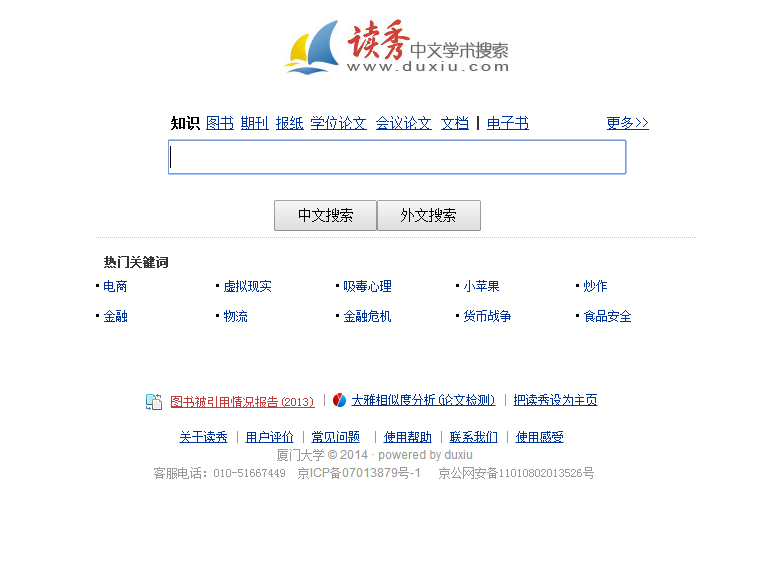 读秀 中文学术搜索
www.duxiu.com
知识 图书 期刊 报纸 学位论文 会议论文 文档 | 电子书 更多>>
中文搜索 外文搜索
热门关键词
电商 虚拟现实 吸毒心理 小苹果 炒作
金融 物流 金融危机 货币战争 食品安全
图书被引用情况报告(2013) | 大雅相似度分析(论文检测) | 把读秀设为主页
关于读秀 | 用户评价 | 常见问题 | 使用帮助 | 联系我们 | 使用感受
厦门大学 © 2014 · powered by duxiu
客服电话：010-51667449 京ICP备07013879号-1 京公网安备11010802013526号